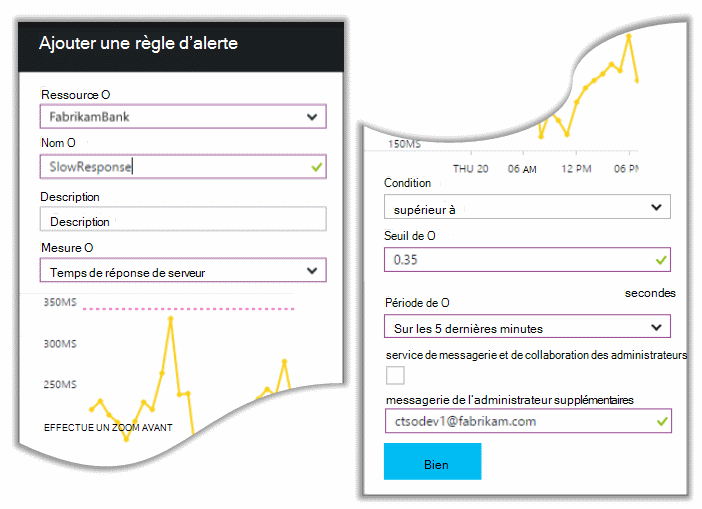 Ajouter une règle d'alerte
Ressource O
FabrikamBank
Nom O
SlowResponse
Description
Description
Mesure O
Temps de réponse de serveur
350MS
300MS
250MS
EFFECTUE UN ZOOM AVANT
150MS
THU 20 06 AM 12 PM 06 PM
Condition
supérieur à
Seuil de O
0.35
secondes
Période de O
Sur les 5 dernières minutes
service de messagerie et de collaboration des administrateurs
messagerie de l'administrateur supplémentaires
ctsodev1@fabrikam.com
Bien